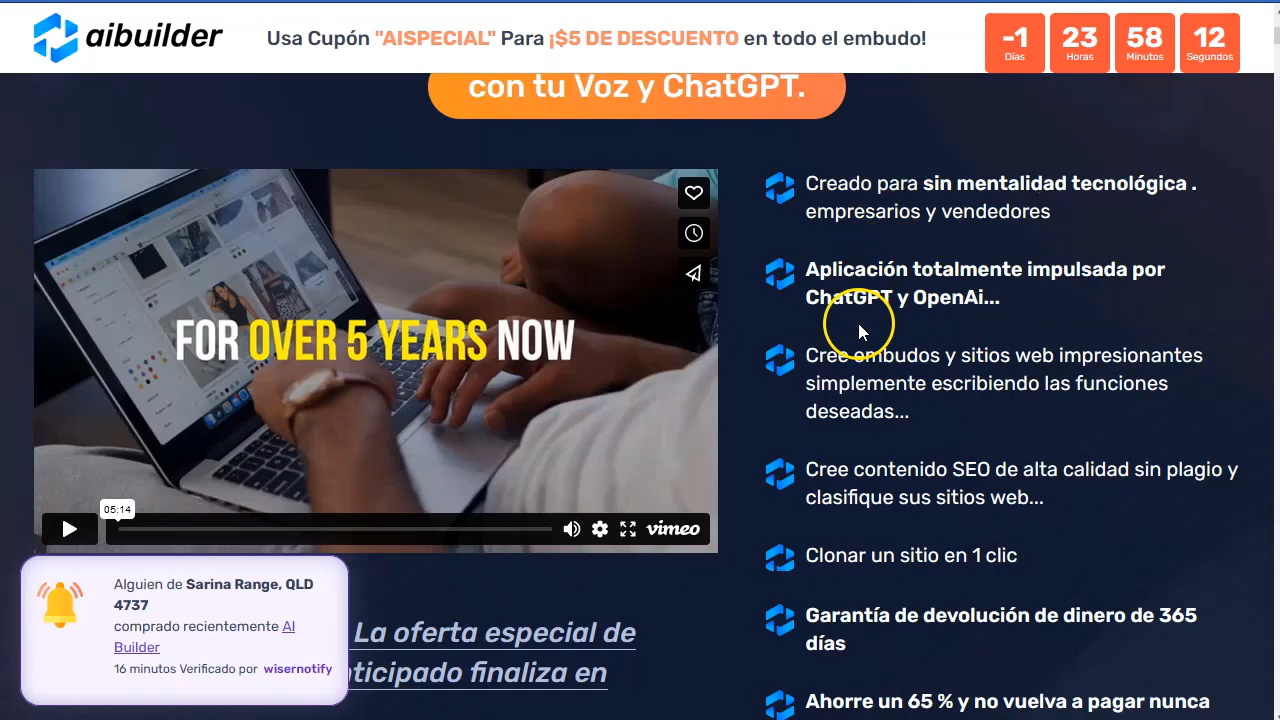 aibuilder
Usa Cupón "AISPECIAL" Para ¡$5 DE DESCUENTO en todo el embudo!
-1 23 58 12
Días Horas Minutos Segundos
con tu Voz y ChatGPT.
FOR OVER 5 YEARS NOW
05:14
vimeo
Creado para sin mentalidad tecnológica .
empresarios y vendedores
Aplicación totalmente impulsada por
ChatGPT y OpenAi...
Cree embudos y sitios web impresionantes
simplemente escribiendo las funciones
deseadas...
Cree contenido SEO de alta calidad sin plagio y
clasifique sus sitios web...
Clonar un sitio en 1 clic
Garantía de devolución de dinero de 365
días
Ahorre un 65 % y no vuelva a pagar nunca
La oferta especial de
ticipado finaliza en
Alguien de Sarina Range, QLD
4737
comprado recientemente AI
Builder
16 minutos Verificado por wisernotify